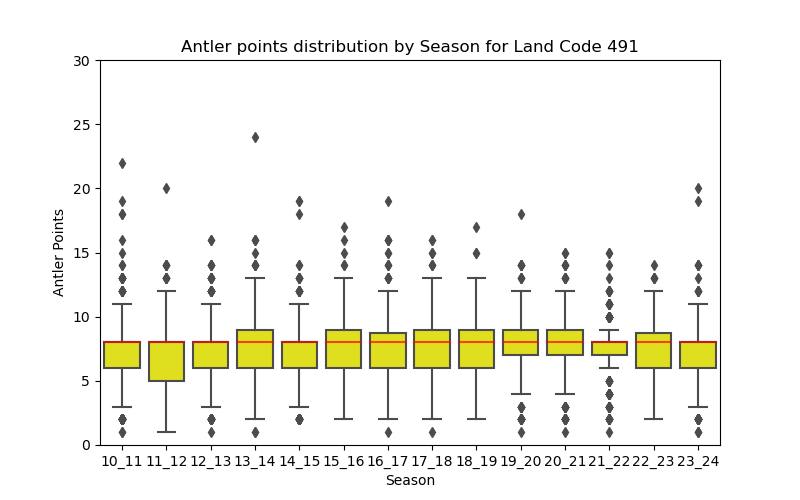 Antler points distribution by Season for Land Code 491
Antler Points
30
25
20
15
10
5
0
10_11 11_12 12_13 13_14 14_15 15_16 16_17 17_18 18_19 19_20 20_21 21_22 22_23 23_24
Season